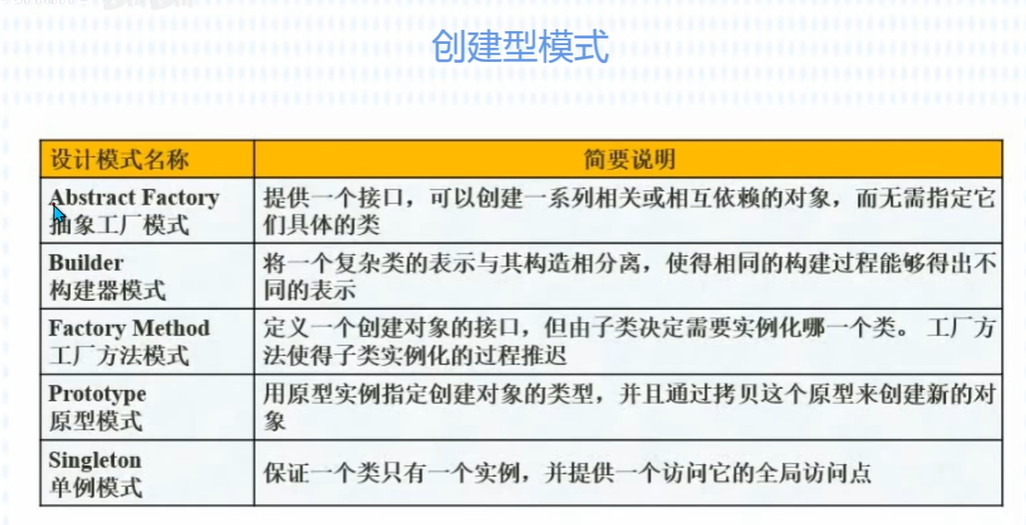 创建型模式
设计模式名称
简要说明
Abstract Factory
抽象工厂模式
提供一个接口，可以创建一系列相关或相互依赖的对象，而无需指定它
们具体的类
Builder
构建器模式
将一个复杂类的表示与其构造相分离，使得相同的构建过程能够得出不
同的表示
Factory Method
工厂方法模式
定义一个创建对象的接口，但由子类决定需要实例化哪一个类。 工厂方
法使得子类实例化的过程推迟
Prototype
原型模式
用原型实例指定创建对象的类型，并且通过拷贝这个原型来创建新的对
象
Singleton
单例模式
保证一个类只有一个实例，并提供一个访问它的全局访问点